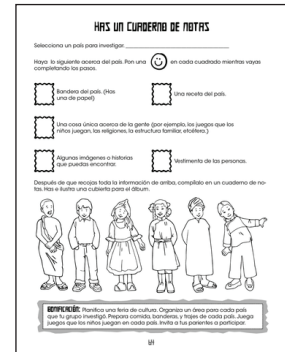 HAS UN CUADERNO DE NOTAS
Selecciona un país para investigar.
Haya lo siguiente acerca del país. Pon una en cada cuadrado mientras vayas
completando los pasos.
Bandera del país. (Has
una de papel)
Una receta del país.
Una cosa única acerca de la gente (por ejemplo, los juegos que los
niños juegan, las religiones, la estructura familiar, etcétera.)
Algunas imágenes o historias
que puedas encontrar.
Vestimenta de las personas.
Después de que recojas toda la información de arriba, compílalo en un cuaderno de no-
tas. Has e ilustra una cubierta para el álbum.
BONIFICACIÓN: Planifica una feria de cultura. Organiza un área para cada país
que tu grupo investigó. Prepara comida, banderas, y trajes de cada país. Juega
juegos que los niños juegan en cada país. Invita a tus parientes a participar.